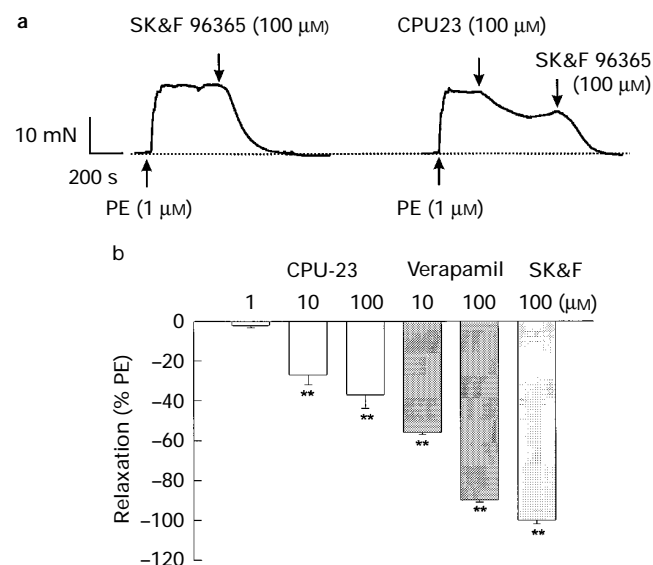 a
SK&F 96365 (100 μM)
CPU23 (100 μM)
SK&F 96365
(100 μM)
10 mN
200 s
PE (1 μM)
PE (1 μM)
b
CPU-23 Verapamil SK&F
1 10 100 10 100 100 (μM)
Relaxation (% PE)
0
–20
–40
–60
–80
–100
–120
**
**
**
**
**